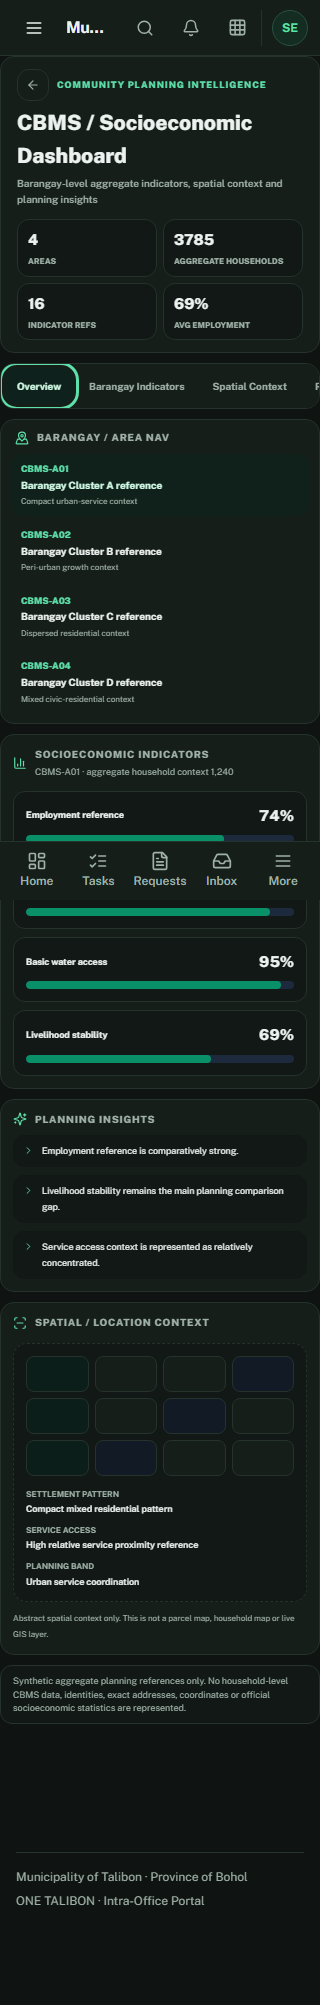 Mu...
SE
COMMUNITY PLANNING INTELLIGENCE
CBMS / Socioeconomic
Dashboard
Barangay-level aggregate indicators, spatial context and
planning insights
4
AREAS
3785
AGGREGATE HOUSEHOLDS
16
INDICATOR REFS
69%
AVG EMPLOYMENT
Overview
Barangay Indicators
Spatial Context
BARANGAY / AREA NAV
CBMS-A01
Barangay Cluster A reference
Compact urban-service context
CBMS-A02
Barangay Cluster B reference
Peri-urban growth context
CBMS-A03
Barangay Cluster C reference
Dispersed residential context
CBMS-A04
Barangay Cluster D reference
Mixed civic-residential context
SOCIOECONOMIC INDICATORS
CBMS-A01 · aggregate household context 1,240
Employment reference
74%
Home
Tasks
Requests
Inbox
More
Basic water access
95%
Livelihood stability
69%
PLANNING INSIGHTS
Employment reference is comparatively strong.
Livelihood stability remains the main planning comparison
gap.
Service access context is represented as relatively
concentrated.
SPATIAL / LOCATION CONTEXT
SETTLEMENT PATTERN
Compact mixed residential pattern
SERVICE ACCESS
High relative service proximity reference
PLANNING BAND
Urban service coordination
Abstract spatial context only. This is not a parcel map, household map or live
GIS layer.
Synthetic aggregate planning references only. No household-level
CBMS data, identities, exact addresses, coordinates or official
socioeconomic statistics are represented.
Municipality of Talibon · Province of Bohol
ONE TALIBON · Intra-Office Portal